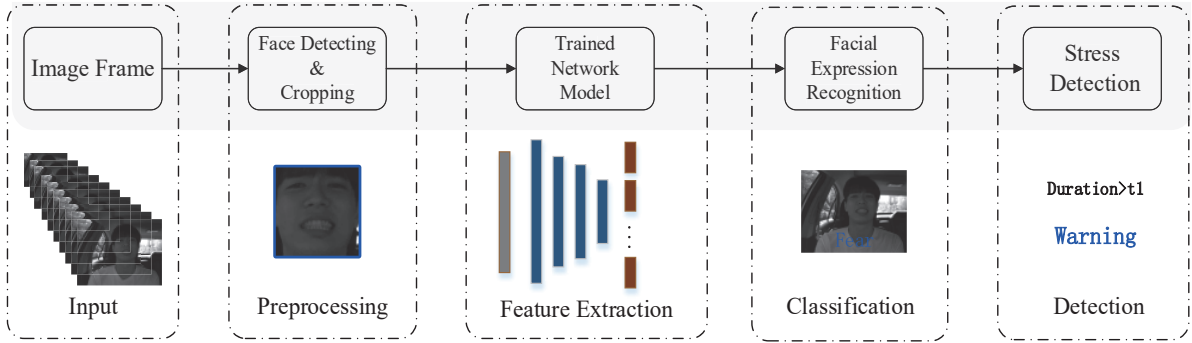 Image Frame
Face Detecting
&
Cropping
Trained
Network
Model
Facial
Expression
Recognition
Stress
Detection
Fear
Duration>t1
Warning
Input
Preprocessing
Feature Extraction
Classification
Detection